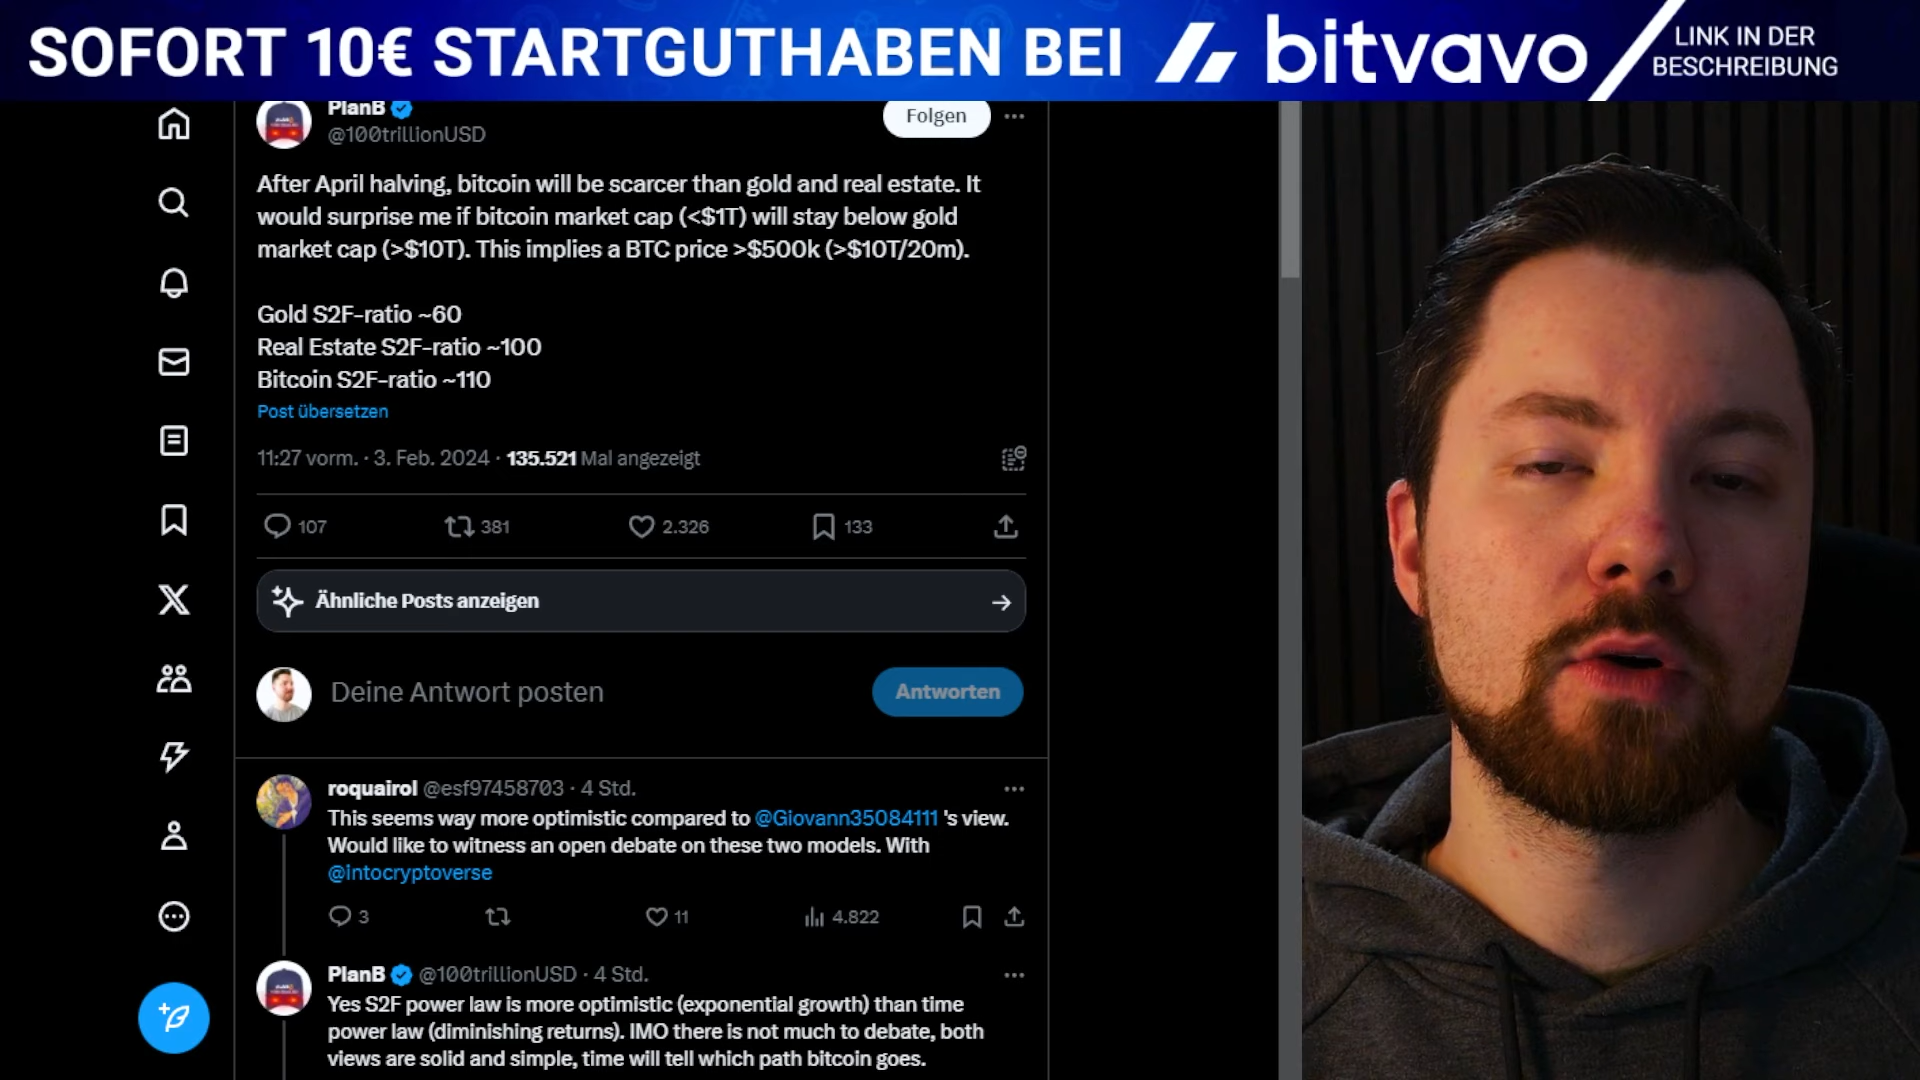 SOFORT 10€ STARTGUTHABEN BEI bitvavo
LINK IN DER
BESCHREIBUNG
PlanB
@100trillionUSD
Folgen
After April halving, bitcoin will be scarcer than gold and real estate. It
would surprise me if bitcoin market cap (<$1T) will stay below gold
market cap (>$10T). This implies a BTC price >$500k (>$10T/20m).
Gold S2F-ratio ~60
Real Estate S2F-ratio ~100
Bitcoin S2F-ratio ~110
Post übersetzen
11:27 vorm. · 3. Feb. 2024 · 135.521 Mal angezeigt
107 381 2.326 133
Ähnliche Posts anzeigen
Deine Antwort posten
Antworten
roquairol @esf97458703 · 4 Std.
This seems way more optimistic compared to @Giovann35084111 's view.
Would like to witness an open debate on these two models. With
@intocryptoverse
3 11 4.822
PlanB @100trillionUSD · 4 Std.
Yes S2F power law is more optimistic (exponential growth) than time
power law (diminishing returns). IMO there is not much to debate, both
views are solid and simple, time will tell which path bitcoin goes.